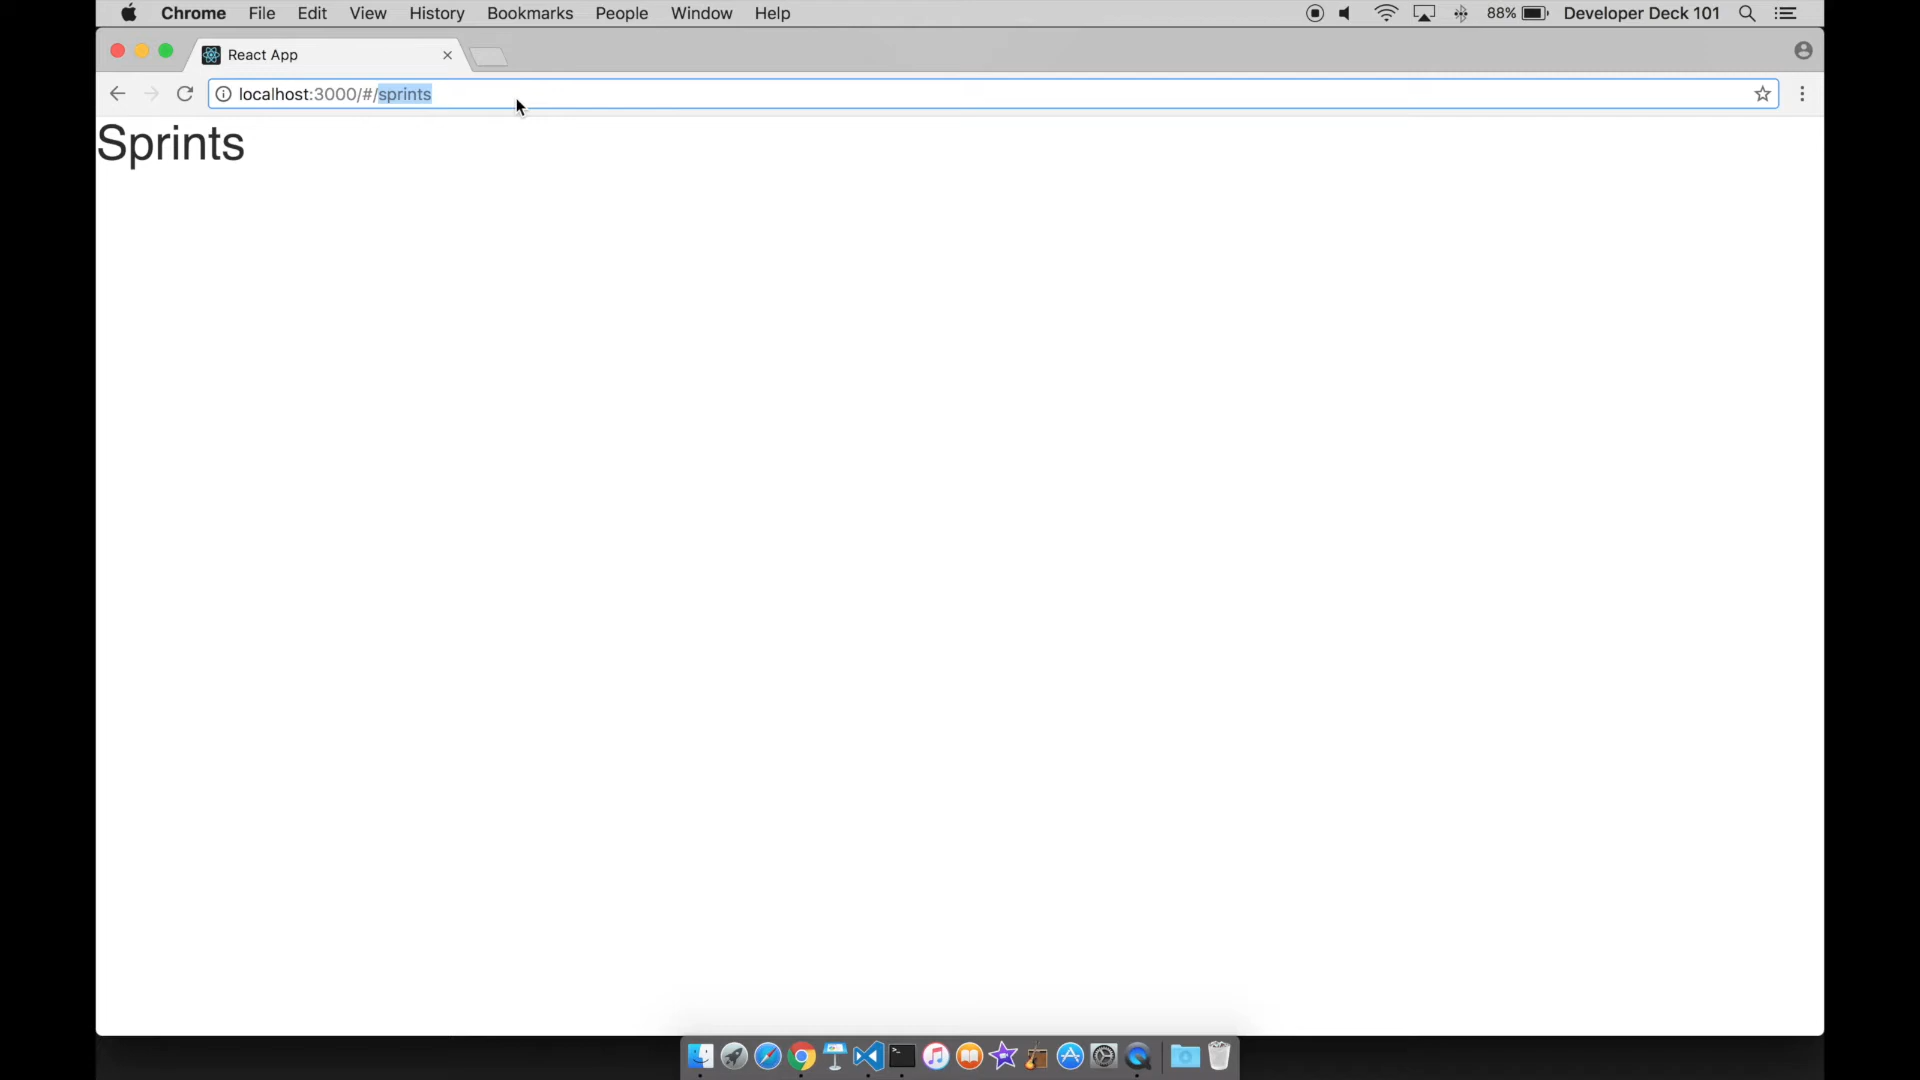 Chrome File Edit View History Bookmarks People Window Help 88% Developer Deck 101
React App
localhost:3000/#/sprints
Sprints